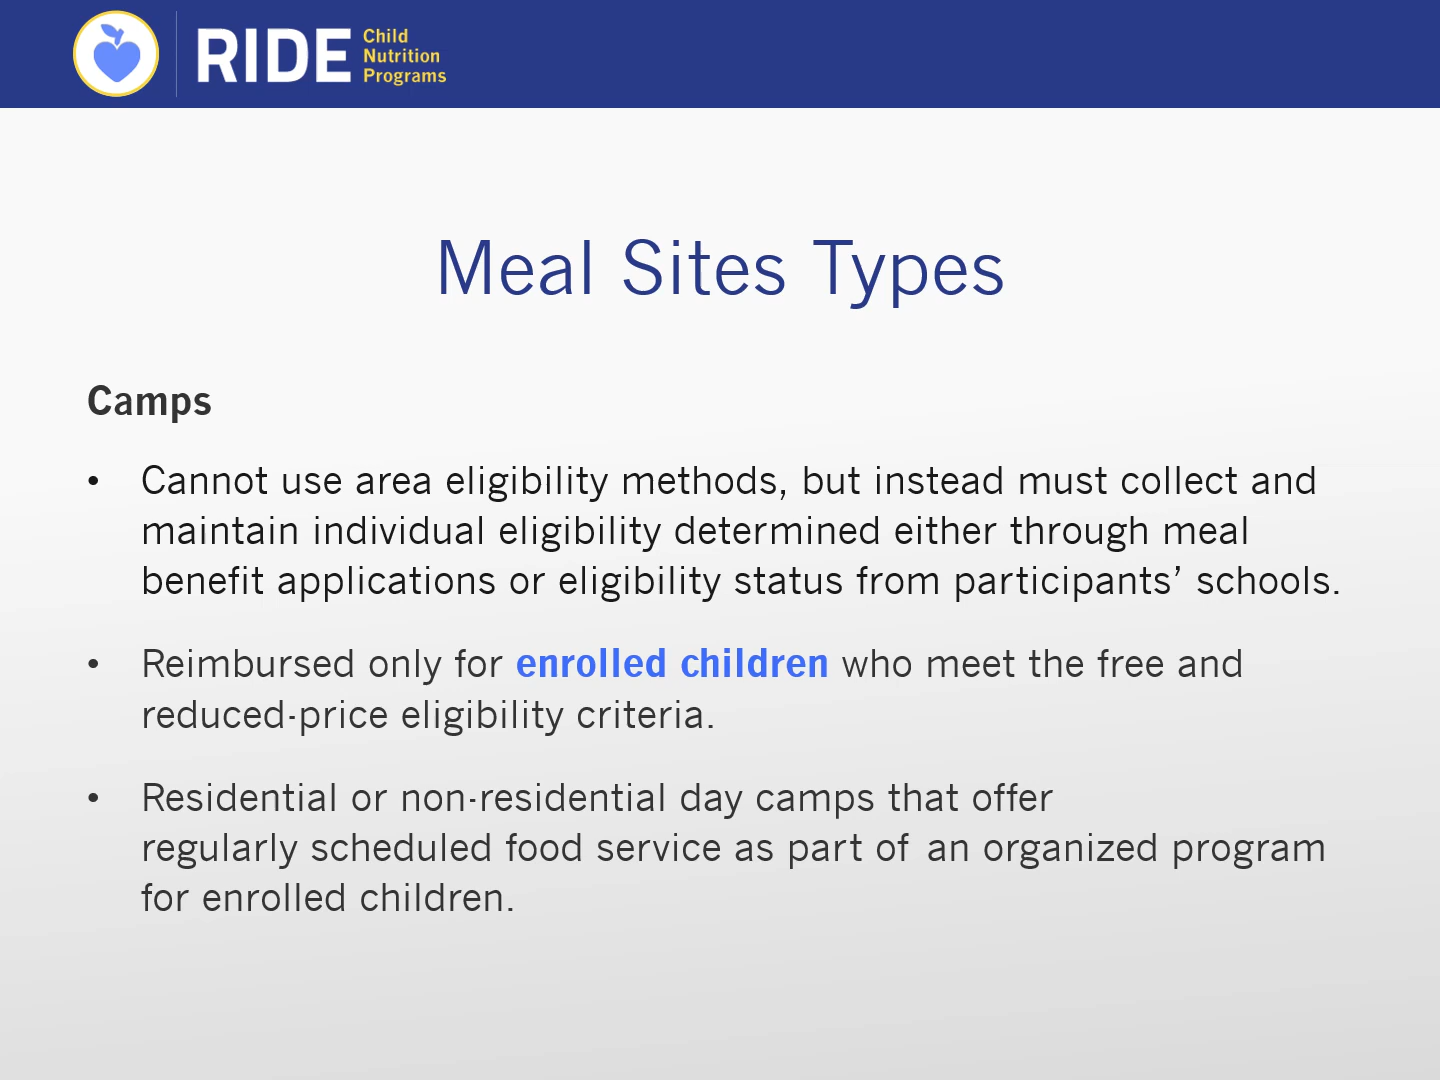 RIDE Child
Nutrition
Programs
Meal Sites Types
Camps
• Cannot use area eligibility methods, but instead must collect and
maintain individual eligibility determined either through meal
benefit applications or eligibility status from participants’ schools.
• Reimbursed only for enrolled children who meet the free and
reduced-price eligibility criteria.
• Residential or non-residential day camps that offer
regularly scheduled food service as part of an organized program
for enrolled children.